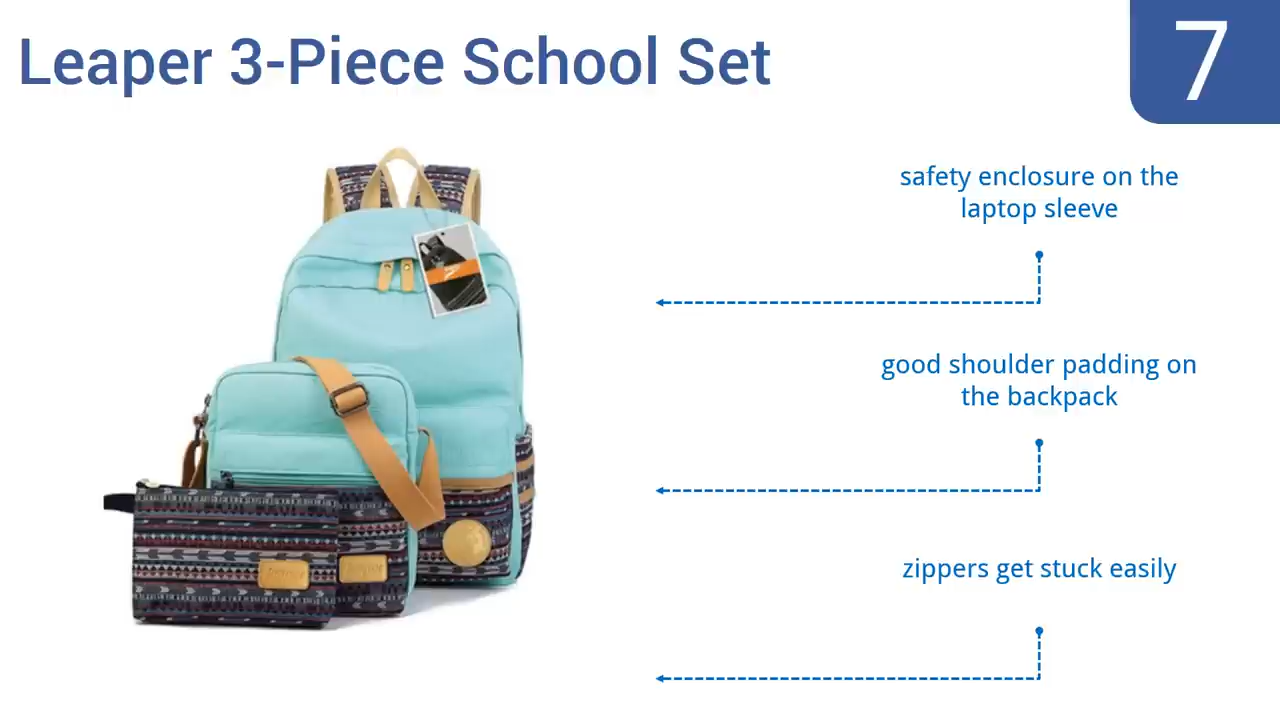 Leaper 3-Piece School Set
7
safety enclosure on the
laptop sleeve
good shoulder padding on
the backpack
zippers get stuck easily